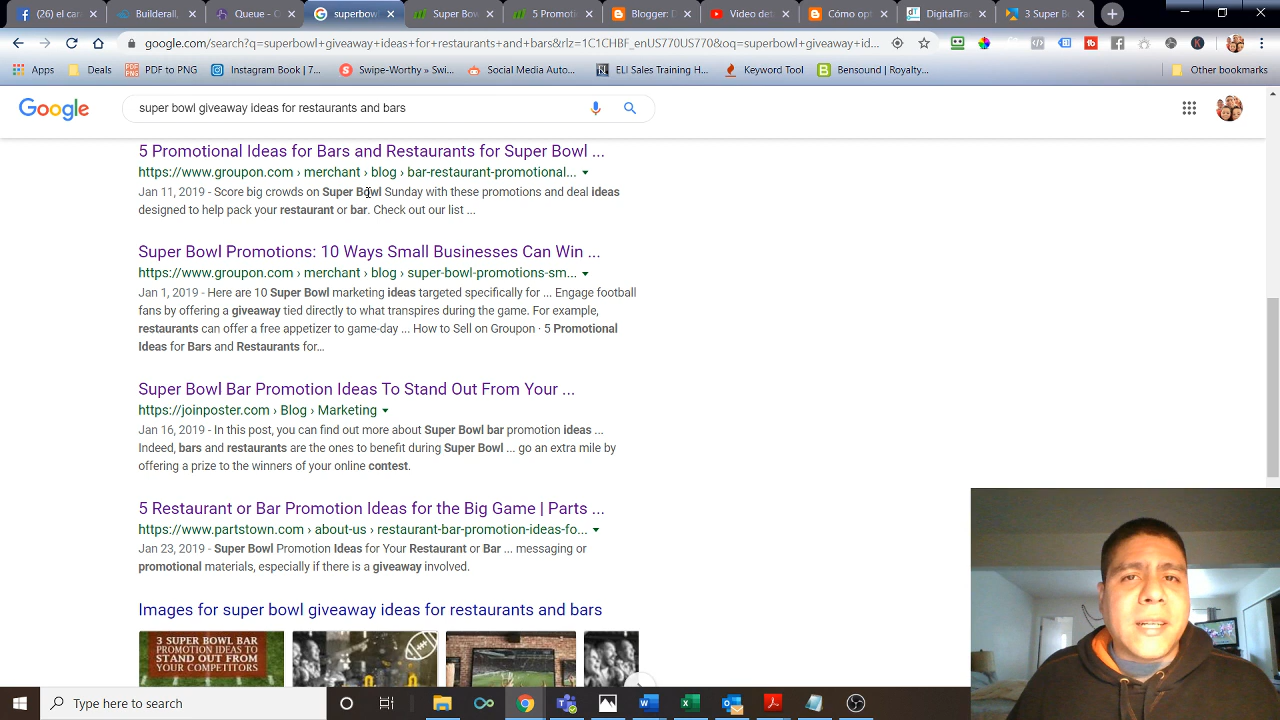 (26) el car
Builderall,
Queue - C
superbowl
Super Bow
5 Promoti
Blogger: D
Video det
Cómo opt
DigitalTrac
3 Super B
google.com/search?q=superbowl+giveaway+ideas+for+restaurants+and+bars&rlz=1C1CHBF_enUS770US770&oq=superbowl+giveaway+id...
Apps
Deals
PDF to PNG
Instagram Book | 7...
Swipe-Worthy » Swi...
Social Media Auto...
ELI Sales Training H...
Keyword Tool
Bensound | Royalty...
Other bookmarks
Google
super bowl giveaway ideas for restaurants and bars
5 Promotional Ideas for Bars and Restaurants for Super Bowl ...
https://www.groupon.com › merchant › blog › bar-restaurant-promotional...
Jan 11, 2019 - Score big crowds on Super Bowl Sunday with these promotions and deal ideas
designed to help pack your restaurant or bar. Check out our list ...
Super Bowl Promotions: 10 Ways Small Businesses Can Win ...
https://www.groupon.com › merchant › blog › super-bowl-promotions-sm...
Jan 1, 2019 - Here are 10 Super Bowl marketing ideas targeted specifically for ... Engage football
fans by offering a giveaway tied directly to what transpires during the game. For example,
restaurants can offer a free appetizer to game-day ... How to Sell on Groupon · 5 Promotional
Ideas for Bars and Restaurants for...
Super Bowl Bar Promotion Ideas To Stand Out From Your ...
https://joinposter.com › Blog › Marketing
Jan 16, 2019 - In this post, you can find out more about Super Bowl bar promotion ideas ...
Indeed, bars and restaurants are the ones to benefit during Super Bowl ... go an extra mile by
offering a prize to the winners of your online contest.
5 Restaurant or Bar Promotion Ideas for the Big Game | Parts ...
https://www.partstown.com › about-us › restaurant-bar-promotion-ideas-fo...
Jan 23, 2019 - Super Bowl Promotion Ideas for Your Restaurant or Bar ... messaging or
promotional materials, especially if there is a giveaway involved.
Images for super bowl giveaway ideas for restaurants and bars
3 SUPER BOWL BAR
PROMOTION IDEAS TO
STAND OUT FROM
YOUR COMPETITORS
Type here to search